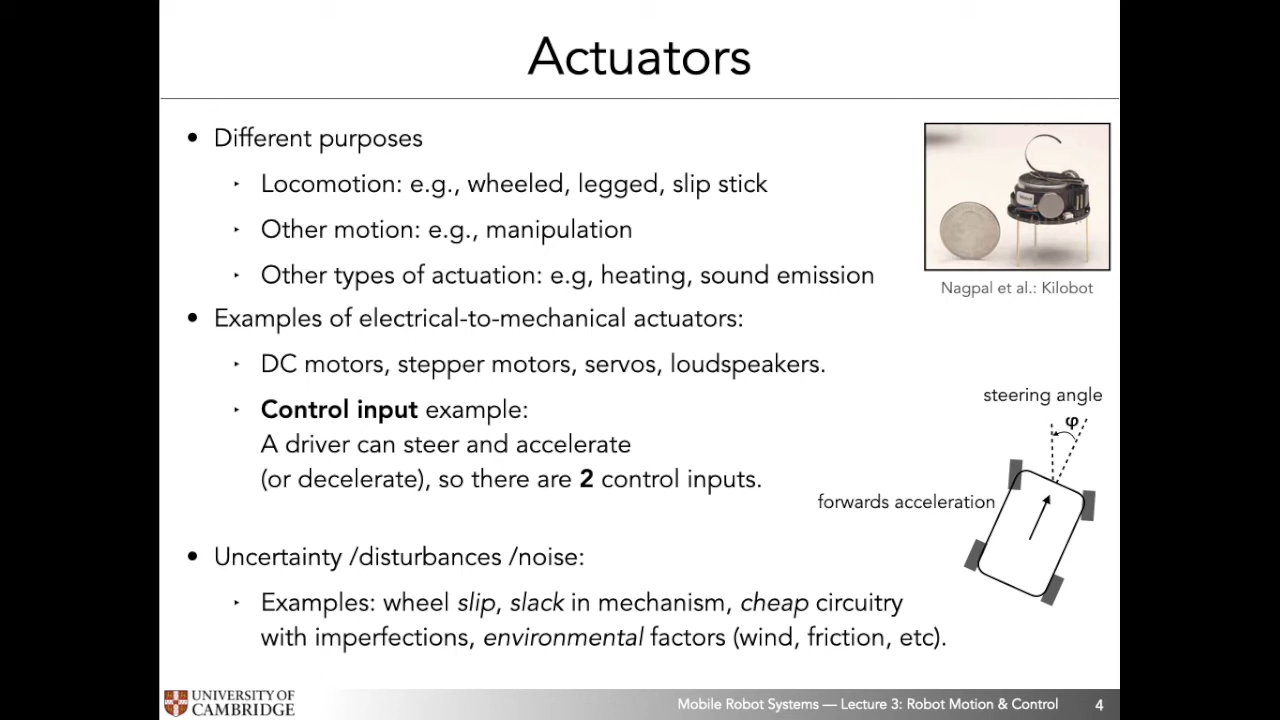 Actuators
• Different purposes
‣ Locomotion: e.g., wheeled, legged, slip stick
‣ Other motion: e.g., manipulation
‣ Other types of actuation: e.g, heating, sound emission
Nagpal et al.: Kilobot
• Examples of electrical-to-mechanical actuators:
‣ DC motors, stepper motors, servos, loudspeakers.
‣ Control input example:
A driver can steer and accelerate
(or decelerate), so there are 2 control inputs.
steering angle
φ
forwards acceleration
• Uncertainty /disturbances /noise:
‣ Examples: wheel slip, slack in mechanism, cheap circuitry
with imperfections, environmental factors (wind, friction, etc).
UNIVERSITY OF
CAMBRIDGE
Mobile Robot Systems — Lecture 3: Robot Motion & Control
4